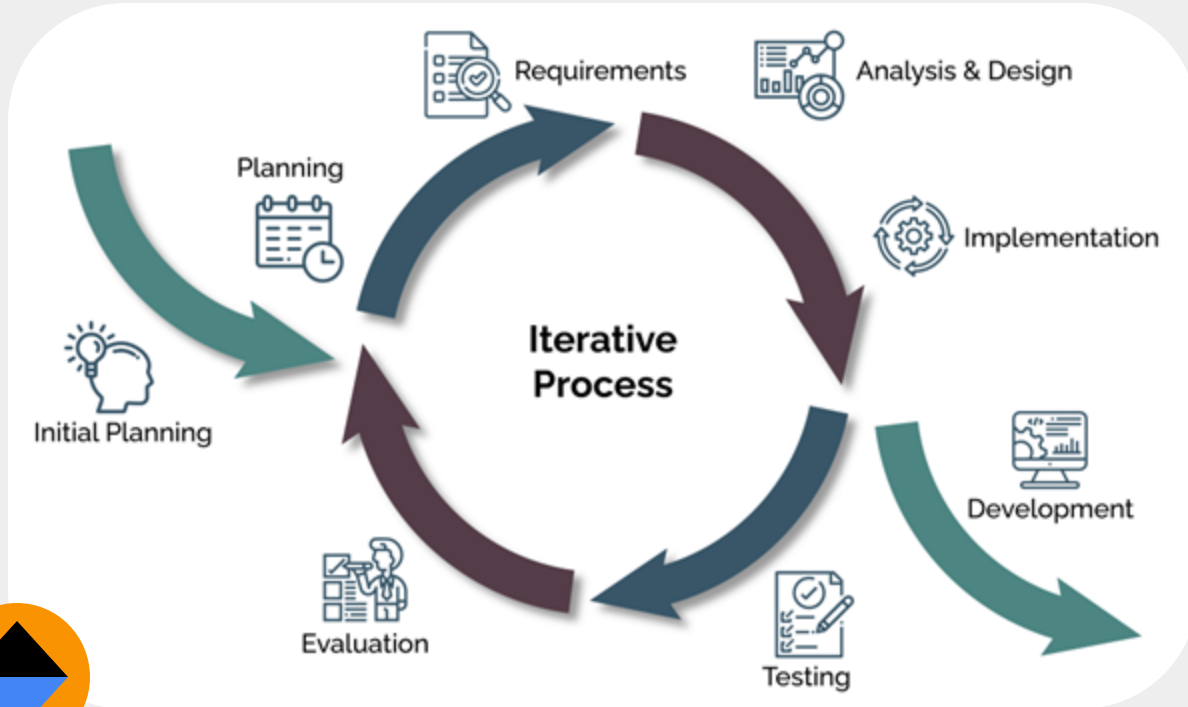 Requirements
Analysis & Design
Planning
Implementation
Iterative
Process
Initial Planning
Development
Evaluation
Testing